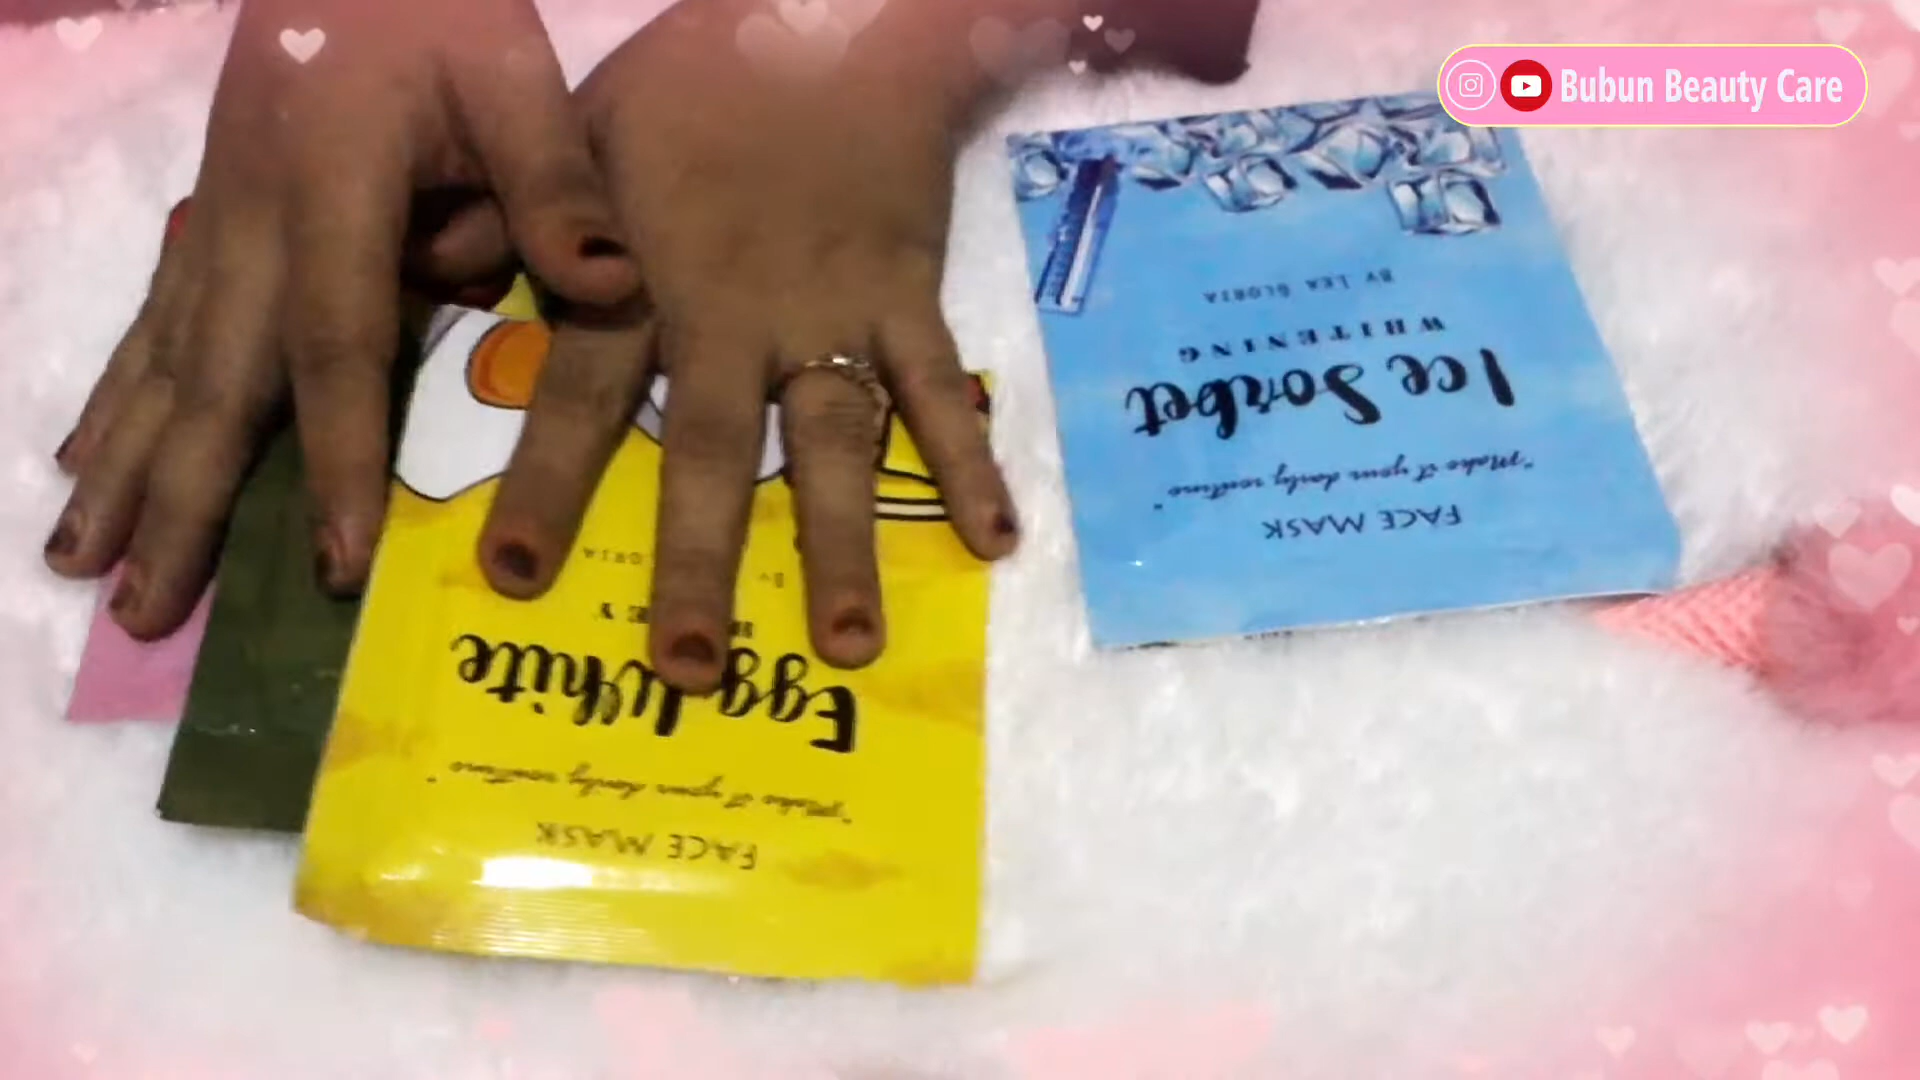 Bubun Beauty Care
FACE MASK
"Make it your daily routine"
Ice Sorbet
WHITENING
BY LEA GLORIA
FACE MASK
"Make it your daily routine"
Egg White
BY